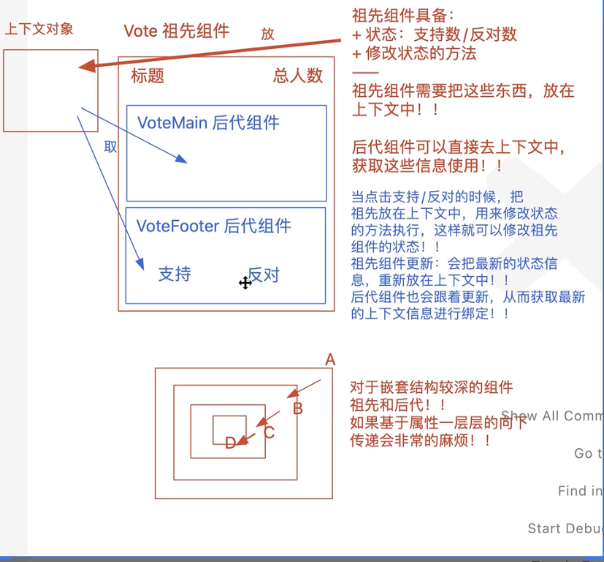 上下文对象
Vote 祖先组件
放
标题
总人数
VoteMain 后代组件
取
VoteFooter 后代组件
支持
反对
祖先组件具备：
+ 状态：支持数/反对数
+ 修改状态的方法
——
祖先组件需要把这些东西，放在
上下文中！！
后代组件可以直接去上下文中，
获取这些信息使用！！
当点击支持/反对的时候，把
祖先放在上下文中，用来修改状态
的方法执行，这样就可以修改祖先
组件的状态！！
祖先组件更新：会把最新的状态信
息，重新放在上下文中！！
后代组件也会跟着更新，从而获取最新
的上下文信息进行绑定！！
A
B
C
D
对于嵌套结构较深的组件
祖先和后代！！
如果基于属性一层层的向下
传递会非常的麻烦！！
Show All Comm
Go t
Find in
Start Debu